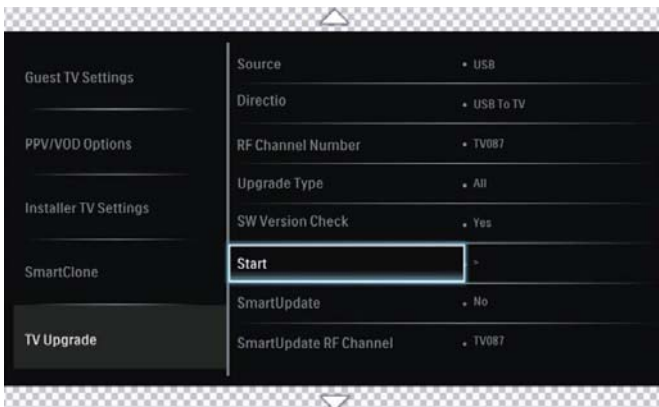 Guest TV Settings
PPV/VOD Options
Installer TV Settings
SmartClone
TV Upgrade
Source • USB
Directio • USB To TV
RF Channel Number • TV087
Upgrade Type • All
SW Version Check • Yes
Start • >
SmartUpdate • No
SmartUpdate RF Channel • TV087